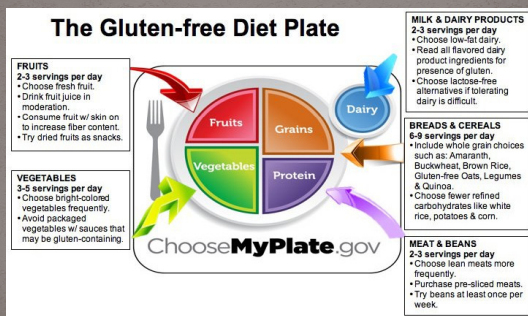 The Gluten-free Diet Plate
FRUITS
2-3 servings per day
• Choose fresh fruit.
• Drink fruit juice in
moderation.
• Consume fruit w/ skin on
to increase fiber content.
• Try dried fruits as snacks.
VEGETABLES
3-5 servings per day
• Choose bright-colored
vegetables frequently.
• Avoid packaged
vegetables w/ sauces that
may be gluten-containing.
Fruits
Grains
Vegetables
Protein
Dairy
ChooseMyPlate.gov
MILK & DAIRY PRODUCTS
2-3 servings per day
• Choose low-fat dairy.
• Read all flavored dairy
product ingredients for
presence of gluten.
• Choose lactose-free
alternatives if tolerating
dairy is difficult.
BREADS & CEREALS
6-9 servings per day
• Include whole grain choices
such as: Amaranth,
Buckwheat, Brown Rice,
Gluten-free Oats, Legumes
& Quinoa.
• Choose fewer refined
carbohydrates like white
rice, potatoes & corn.
MEAT & BEANS
2-3 servings per day
• Choose lean meats more
frequently.
• Purchase pre-sliced meats.
• Try beans at least once per
week.